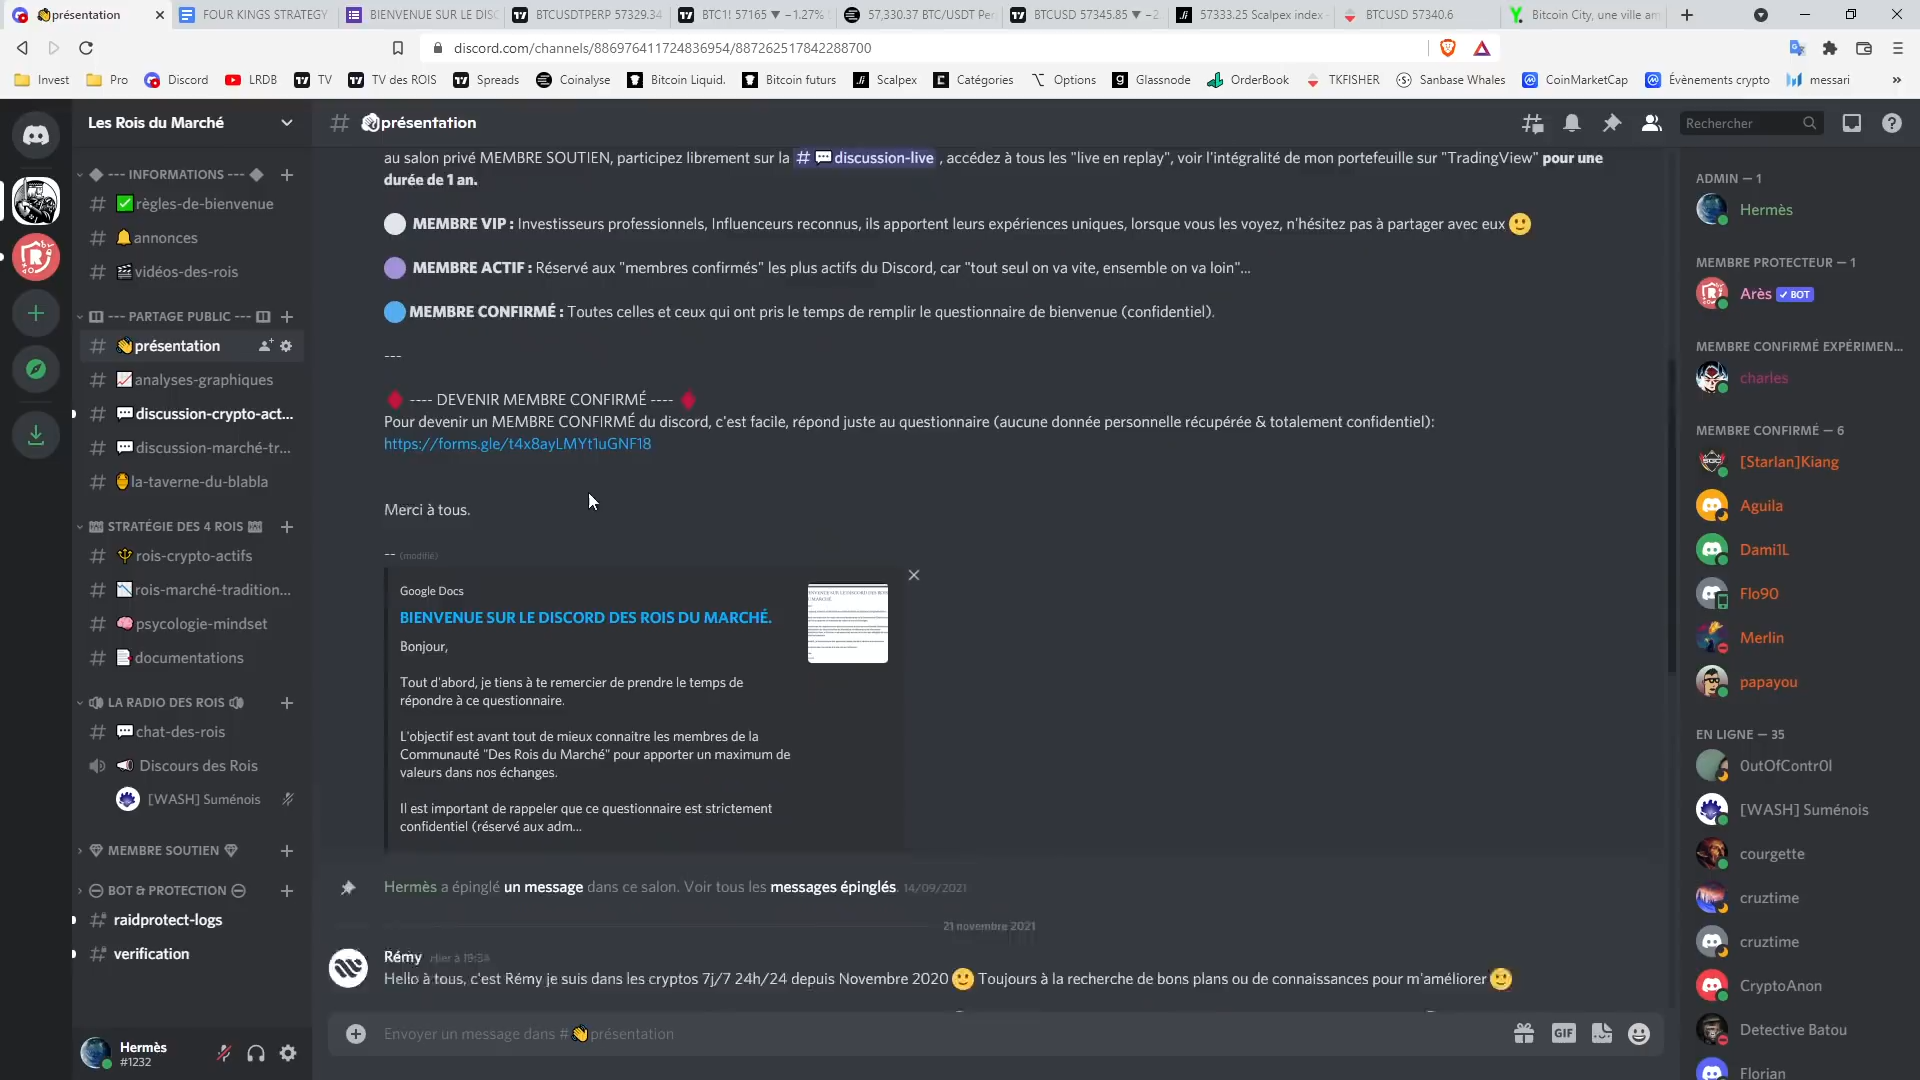 présentation
FOUR KINGS STRATEGY
BIENVENUE SUR LE DISC
BTCUSDTPERP 57329.34
BTC1! 57165 ▼ −1.27%
57,330.37 BTC/USDT Per
BTCUSD 57345.85 ▼ −2.
57333.25 Scalpex index
BTCUSD 57340.6
Bitcoin City, une ville am
discord.com/channels/886976411724836954/887262517842288700
Invest
Pro
Discord
LRDB
TV
TV des ROIS
Spreads
Coinalyse
Bitcoin Liquid.
Bitcoin futurs
Scalpex
Catégories
Options
Glassnode
OrderBook
TKFISHER
Sanbase Whales
CoinMarketCap
Évènements crypto
messari
»
Les Rois du Marché
--- INFORMATIONS ---
règles-de-bienvenue
annonces
vidéos-des-rois
--- PARTAGE PUBLIC ---
présentation
analyses-graphiques
discussion-crypto-act...
discussion-marché-tr...
la-taverne-du-blabla
STRATÉGIE DES 4 ROIS
rois-crypto-actifs
rois-marché-tradition...
psycologie-mindset
documentations
LA RADIO DES ROIS
chat-des-rois
Discours des Rois
[WASH] Suménois
MEMBRE SOUTIEN
BOT & PROTECTION
raidprotect-logs
verification
Hermès
#1232
# présentation
Rechercher
au salon privé MEMBRE SOUTIEN, participez librement sur la # discussion-live , accédez à tous les "live en replay", voir l'intégralité de mon portefeuille sur "TradingView" pour une
durée de 1 an.
MEMBRE VIP : Investisseurs professionnels, Influenceurs reconnus, ils apportent leurs expériences uniques, lorsque vous les voyez, n'hésitez pas à partager avec eux
MEMBRE ACTIF : Réservé aux "membres confirmés" les plus actifs du Discord, car "tout seul on va vite, ensemble on va loin"...
MEMBRE CONFIRMÉ : Toutes celles et ceux qui ont pris le temps de remplir le questionnaire de bienvenue (confidentiel).
---
---- DEVENIR MEMBRE CONFIRMÉ ----
Pour devenir un MEMBRE CONFIRMÉ du discord, c'est facile, répond juste au questionnaire (aucune donnée personnelle récupérée & totalement confidentiel):
https://forms.gle/t4x8ayLMYt1uGNF18
Merci à tous.
-- (modifié)
Google Docs
BIENVENUE SUR LE DISCORD DES ROIS DU MARCHÉ.
Bonjour,
Tout d'abord, je tiens à te remercier de prendre le temps de
répondre à ce questionnaire.
L'objectif est avant tout de mieux connaitre les membres de la
Communauté "Des Rois du Marché" pour apporter un maximum de
valeurs dans nos échanges.
Il est important de rappeler que ce questionnaire est strictement
confidentiel (réservé aux adm...
Hermès a épinglé un message dans ce salon. Voir tous les messages épinglés. 14/09/2021
21 novembre 2021
Rémy Hier à 19:34
Hello à tous, c'est Rémy je suis dans les cryptos 7j/7 24h/24 depuis Novembre 2020 Toujours à la recherche de bons plans ou de connaissances pour m'améliorer
Envoyer un message dans # présentation
GIF
ADMIN — 1
Hermès
MEMBRE PROTECTEUR — 1
Arès ✓ BOT
MEMBRE CONFIRMÉ EXPÉRIMEN...
charles
MEMBRE CONFIRMÉ — 6
[Starlan]Kiang
Aguila
Dami1L
Flo90
Merlin
papayou
EN LIGNE — 35
0utOfContr0l
[WASH] Suménois
courgette
cruztime
cruztime
CryptoAnon
Detective Batou
Florian